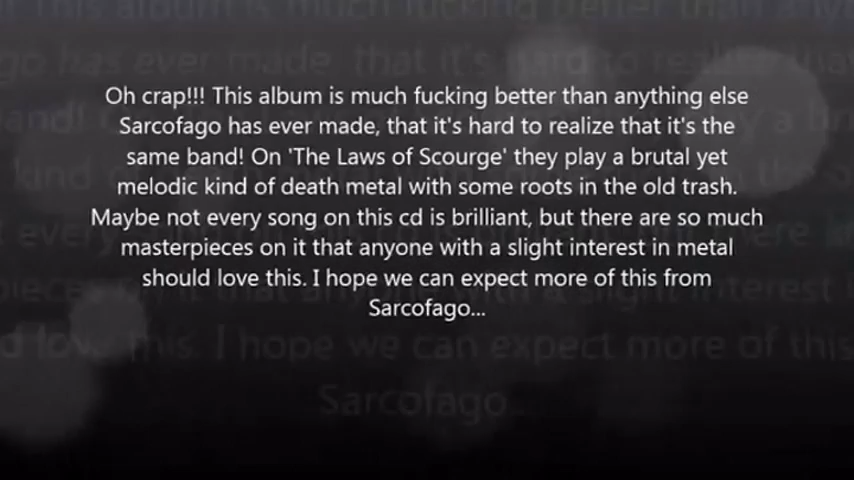 Oh crap!!! This album is much fucking better than anything else
Sarcofago has ever made, that it's hard to realize that it's the
same band! On 'The Laws of Scourge' they play a brutal yet
melodic kind of death metal with some roots in the old trash.
Maybe not every song on this cd is brilliant, but there are so much
masterpieces on it that anyone with a slight interest in metal
should love this. I hope we can expect more of this from
Sarcofago...